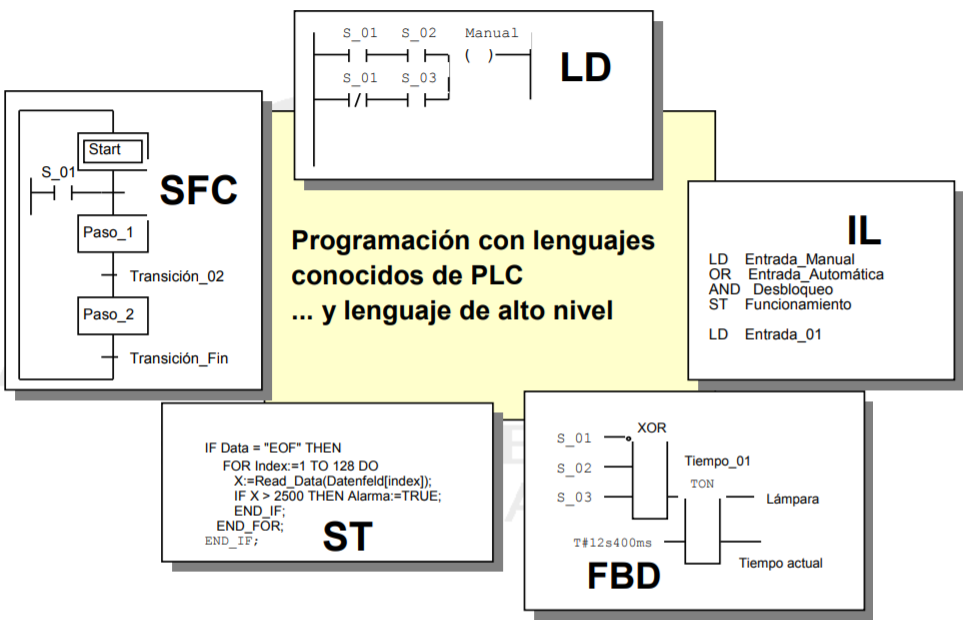 S_01 S_02 Manual
( )
S_01 S_03
LD
Start
S_01
SFC
Paso_1
Transición_02
Paso_2
Transición_Fin
Programación con lenguajes
conocidos de PLC
... y lenguaje de alto nivel
IL
LD Entrada_Manual
OR Entrada_Automática
AND Desbloqueo
ST Funcionamiento
LD Entrada_01
IF Data = "EOF" THEN
FOR Index:=1 TO 128 DO
X:=Read_Data(Datenfeld[index]);
IF X > 2500 THEN Alarma:=TRUE;
END_IF;
END_FOR;
END_IF;
ST
XOR
S_01
S_02
S_03
Tiempo_01
TON
Lámpara
T#12s400ms
Tiempo actual
FBD